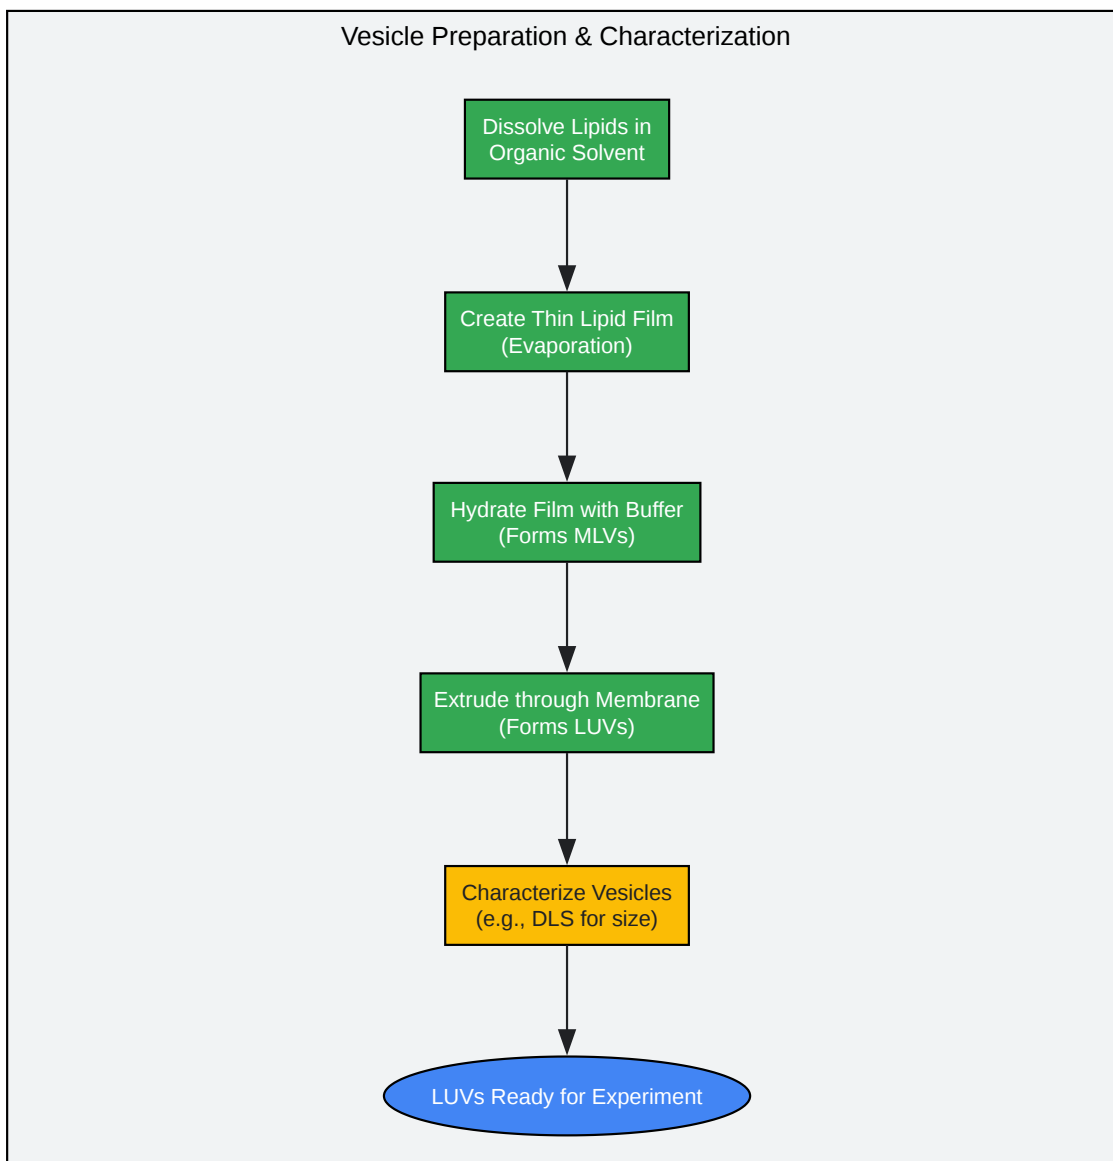 Vesicle Preparation & Characterization
Dissolve Lipids in
Organic Solvent
Create Thin Lipid Film
(Evaporation)
Hydrate Film with Buffer
(Forms MLVs)
Extrude through Membrane
(Forms LUVs)
Characterize Vesicles
(e.g., DLS for size)
LUVs Ready for Experiment